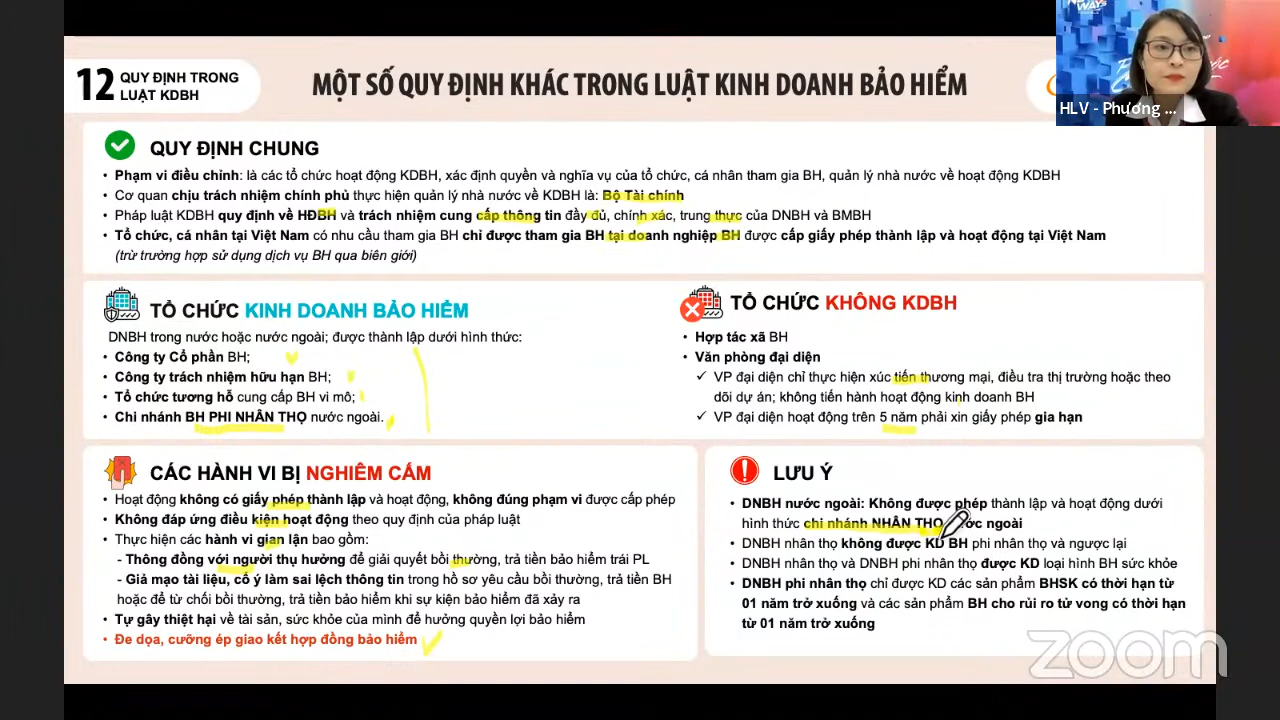 12 QUY ĐỊNH TRONG
LUẬT KDBH
MỘT SỐ QUY ĐỊNH KHÁC TRONG LUẬT KINH DOANH BẢO HIỂM
HLV - Phương ...
QUY ĐỊNH CHUNG
• Phạm vi điều chỉnh: là các tổ chức hoạt động KDBH, xác định quyền và nghĩa vụ của tổ chức, cá nhân tham gia BH, quản lý nhà nước về hoạt động KDBH
• Cơ quan chịu trách nhiệm chính phủ thực hiện quản lý nhà nước về KDBH là: Bộ Tài chính
• Pháp luật KDBH quy định về HĐBH và trách nhiệm cung cấp thông tin đầy đủ, chính xác, trung thực của DNBH và BMBH
• Tổ chức, cá nhân tại Việt Nam có nhu cầu tham gia BH chỉ được tham gia BH tại doanh nghiệp BH được cấp giấy phép thành lập và hoạt động tại Việt Nam
(trừ trường hợp sử dụng dịch vụ BH qua biên giới)
TỔ CHỨC KINH DOANH BẢO HIỂM
DNBH trong nước hoặc nước ngoài; được thành lập dưới hình thức:
• Công ty Cổ phần BH;
• Công ty trách nhiệm hữu hạn BH;
• Tổ chức tương hỗ cung cấp BH vi mô;
• Chi nhánh BH PHI NHÂN THỌ nước ngoài.
TỔ CHỨC KHÔNG KDBH
• Hợp tác xã BH
• Văn phòng đại diện
✓ VP đại diện chỉ thực hiện xúc tiến thương mại, điều tra thị trường hoặc theo
dõi dự án; không tiến hành hoạt động kinh doanh BH
✓ VP đại diện hoạt động trên 5 năm phải xin giấy phép gia hạn
CÁC HÀNH VI BỊ NGHIÊM CẤM
• Hoạt động không có giấy phép thành lập và hoạt động, không đúng phạm vi được cấp phép
• Không đáp ứng điều kiện hoạt động theo quy định của pháp luật
• Thực hiện các hành vi gian lận bao gồm:
- Thông đồng với người thụ hưởng để giải quyết bồi thường, trả tiền bảo hiểm trái PL
- Giả mạo tài liệu, cố ý làm sai lệch thông tin trong hồ sơ yêu cầu bồi thường, trả tiền BH
hoặc để từ chối bồi thường, trả tiền bảo hiểm khi sự kiện bảo hiểm đã xảy ra
• Tự gây thiệt hại về tài sản, sức khỏe của mình để hưởng quyền lợi bảo hiểm
• Đe dọa, cưỡng ép giao kết hợp đồng bảo hiểm
LƯU Ý
• DNBH nước ngoài: Không được phép thành lập và hoạt động dưới
hình thức chi nhánh NHÂN THỌ nước ngoài
• DNBH nhân thọ không được KD BH phi nhân thọ và ngược lại
• DNBH nhân thọ và DNBH phi nhân thọ được KD loại hình BH sức khỏe
• DNBH phi nhân thọ chỉ được KD các sản phẩm BHSK có thời hạn từ
01 năm trở xuống và các sản phẩm BH cho rủi ro tử vong có thời hạn
từ 01 năm trở xuống
zoom